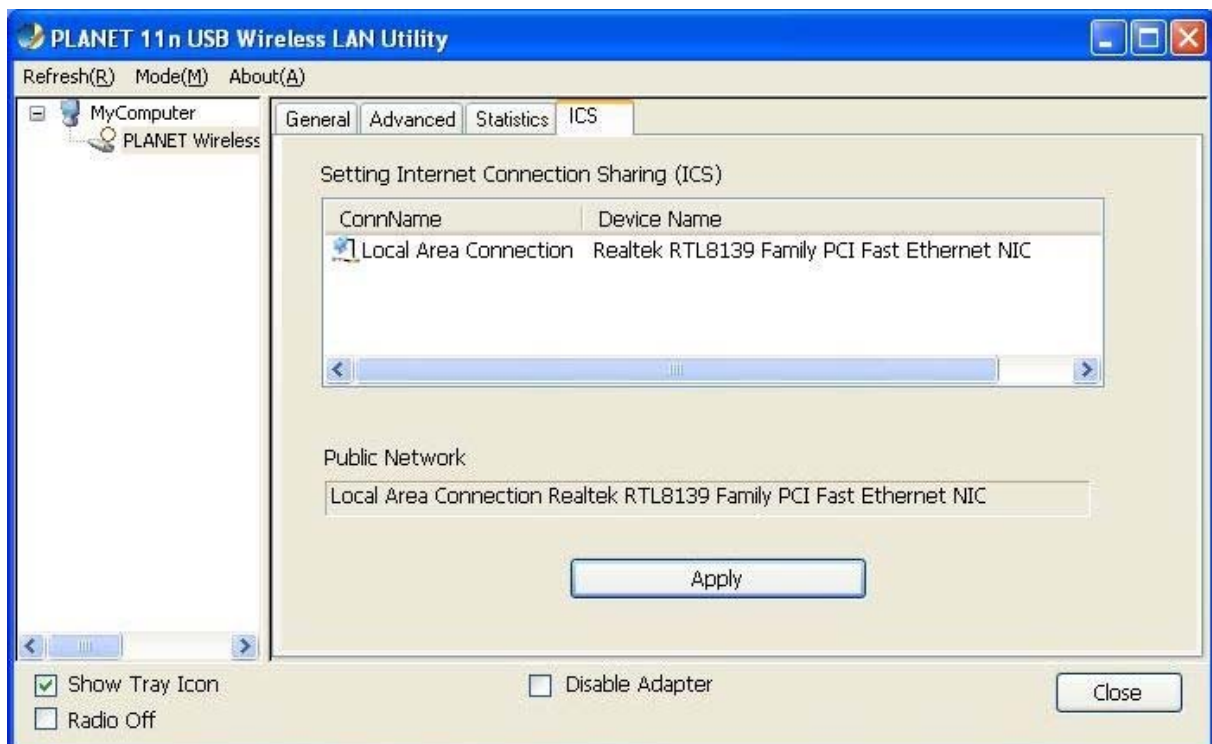 PLANET 11n USB Wireless LAN Utility
Refresh(R) Mode(M) About(A)
MyComputer
PLANET Wireless
General Advanced Statistics ICS
Setting Internet Connection Sharing (ICS)
ConnName Device Name
Local Area Connection Realtek RTL8139 Family PCI Fast Ethernet NIC
Public Network
Local Area Connection Realtek RTL8139 Family PCI Fast Ethernet NIC
Apply
Show Tray Icon
Disable Adapter
Close
Radio Off